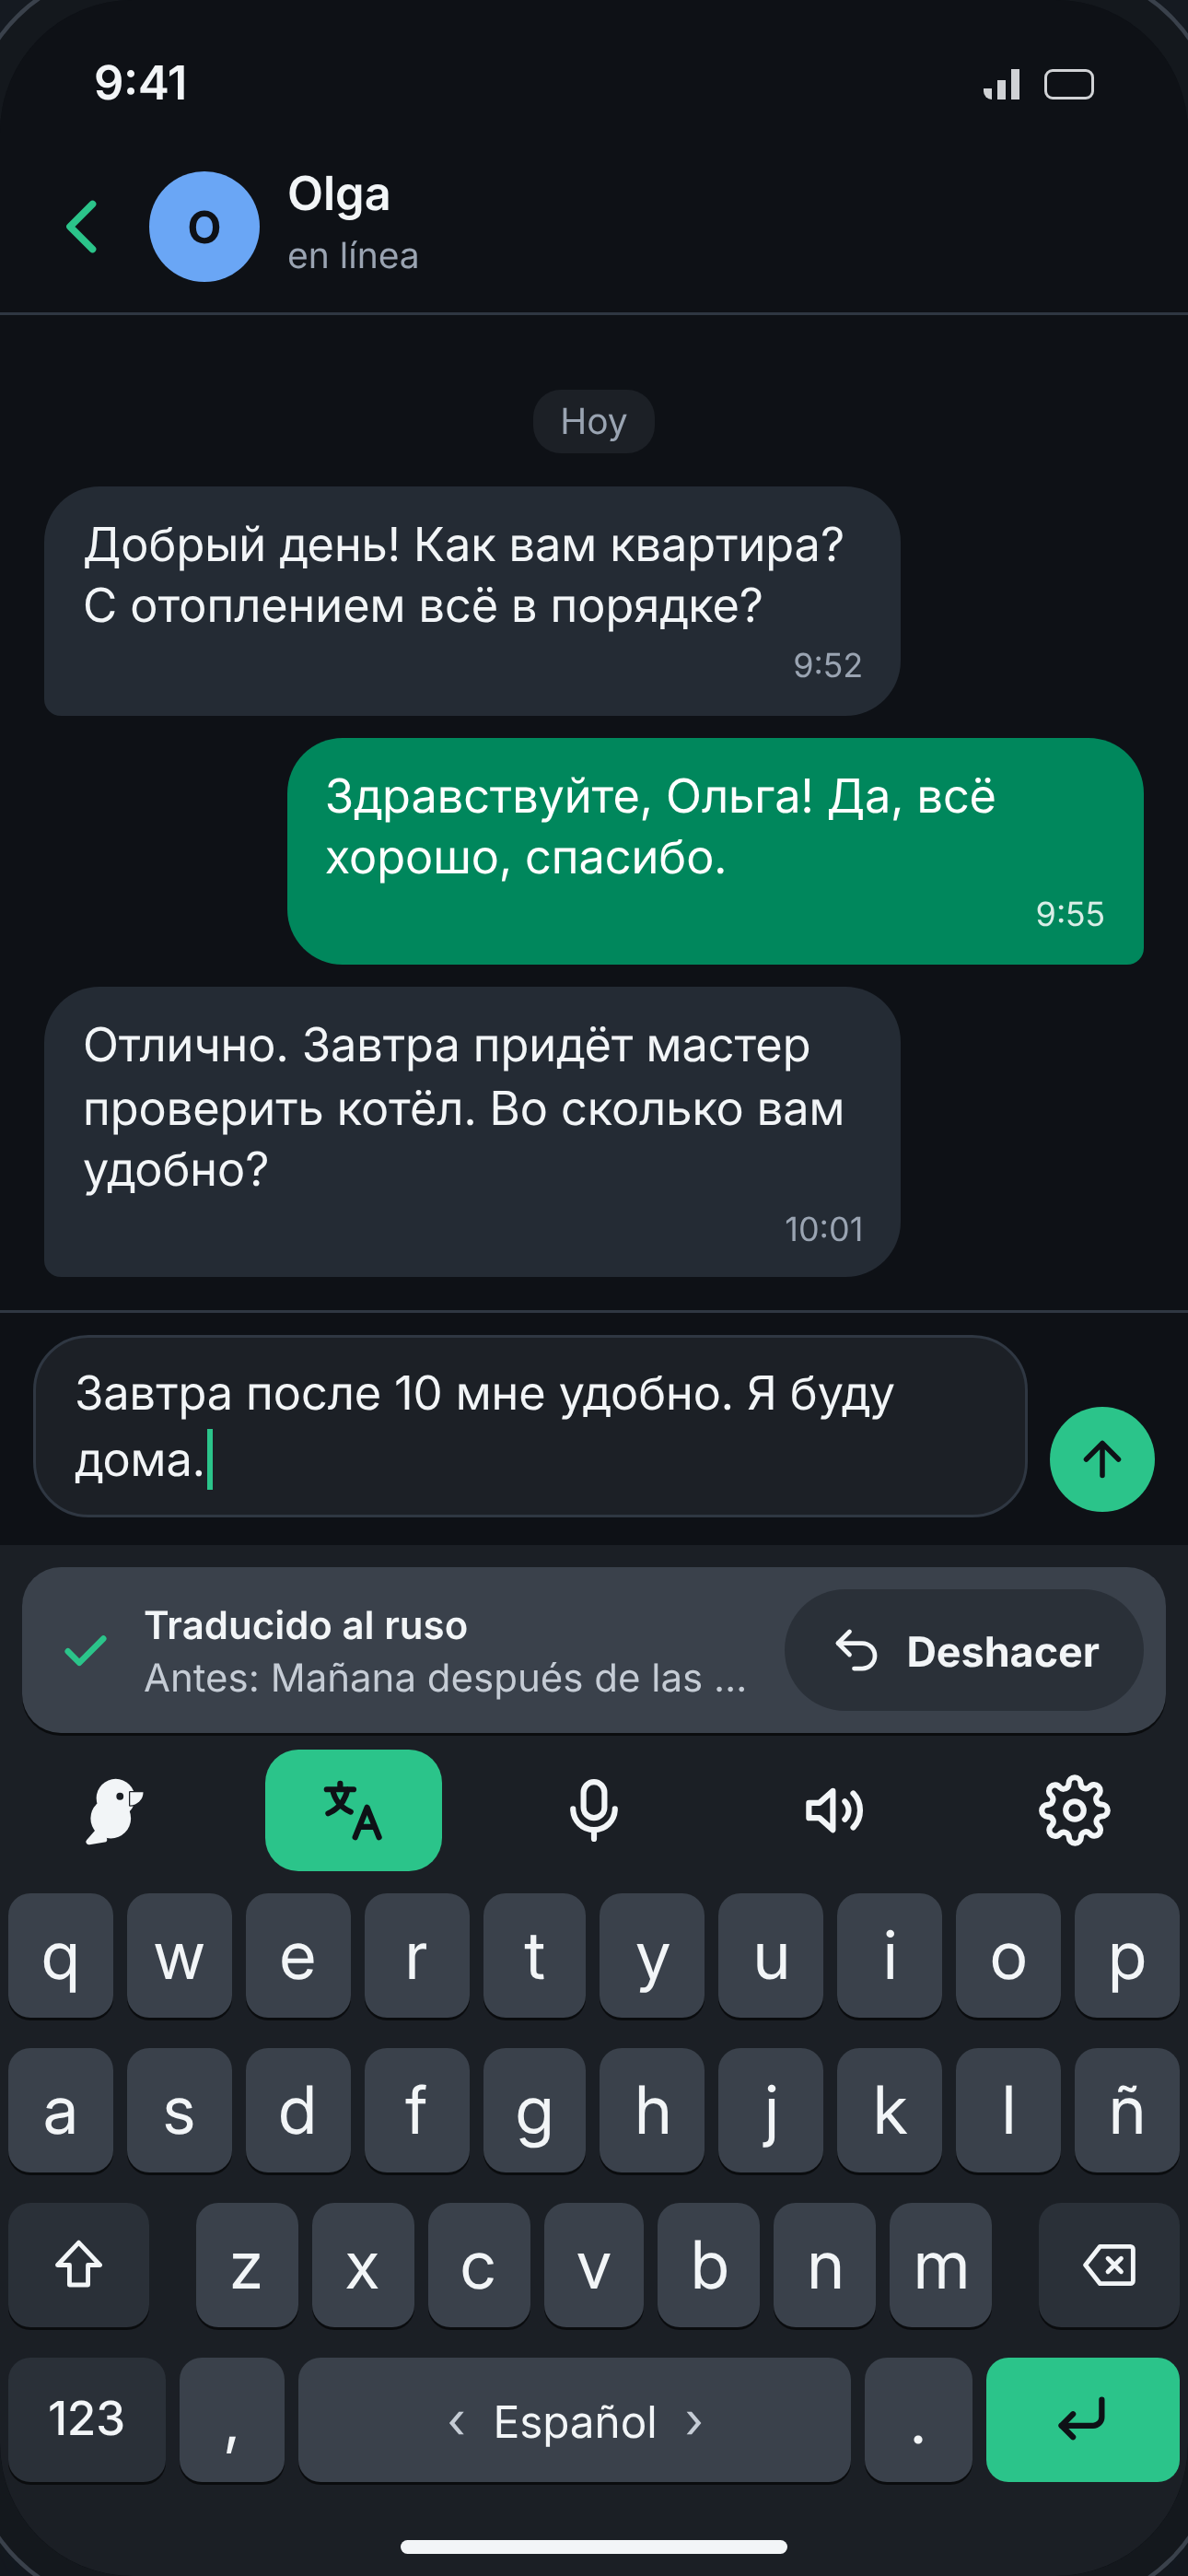 9:41
O
Olga
en línea
Hoy
Добрый день! Как вам квартира?
С отоплением всё в порядке?
9:52
Здравствуйте, Ольга! Да, всё
хорошо, спасибо.
9:55
Отлично. Завтра придёт мастер
проверить котёл. Во сколько вам
удобно?
10:01
Завтра после 10 мне удобно. Я буду
дома.
Traducido al ruso
Antes: Mañana después de las ...
Deshacer
q w e r t y u i o p
a s d f g h j k l ñ
z x c v b n m
123 , ‹ Español › .